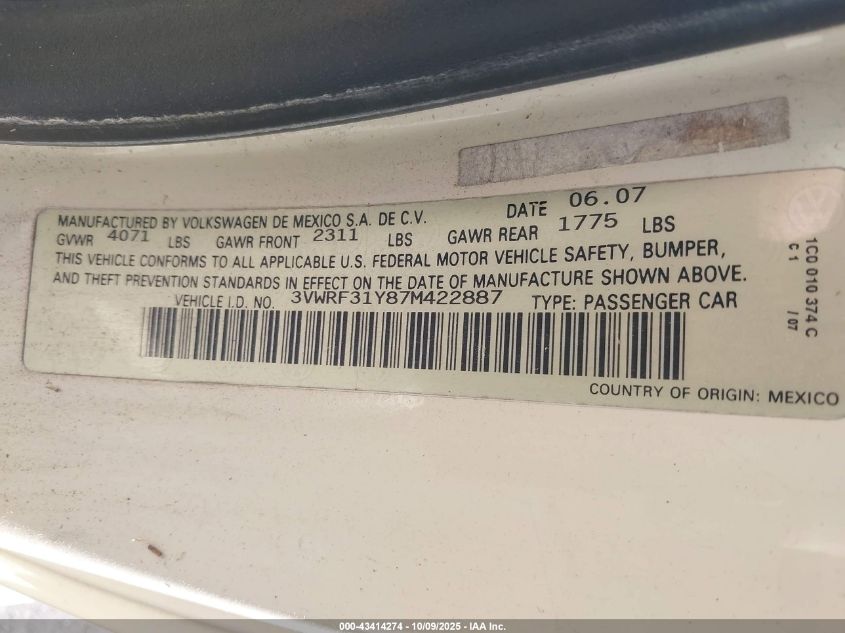 MANUFACTURED BY VOLKSWAGEN DE MEXICO S.A. DE C.V. DATE 06.07
GVWR 4071 LBS GAWR FRONT 2311 LBS GAWR REAR 1775 LBS
THIS VEHICLE CONFORMS TO ALL APPLICABLE U.S. FEDERAL MOTOR VEHICLE SAFETY, BUMPER,
AND THEFT PREVENTION STANDARDS IN EFFECT ON THE DATE OF MANUFACTURE SHOWN ABOVE.
VEHICLE I.D. NO. 3VWRF31Y87M422887 TYPE: PASSENGER CAR
COUNTRY OF ORIGIN: MEXICO
1C0 010 374 C
C1 / 07
000-43414274 - 10/09/2025 - IAA Inc.